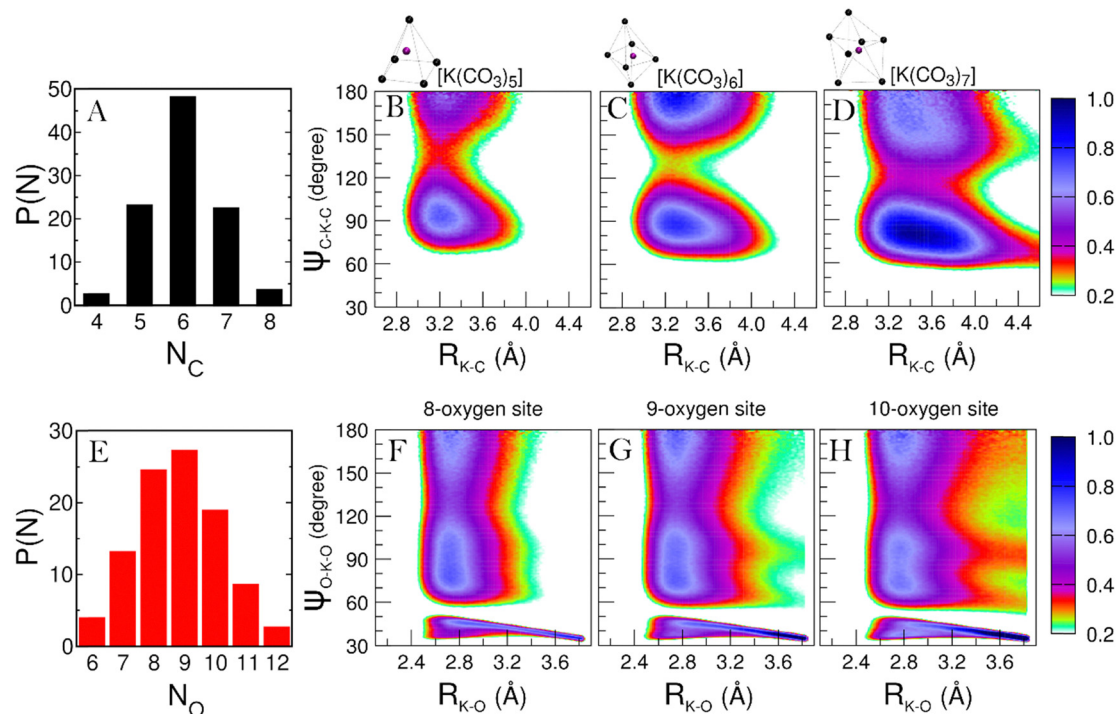 [K(CO3)5] [K(CO3)6] [K(CO3)7]
A B C D
P(N)
50
40
30
20
10
0
4 5 6 7 8
NC
ΨC-K-C (degree)
180
150
120
90
60
30
2.8 3.2 3.6 4.0 4.4
2.8 3.2 3.6 4.0 4.4
2.8 3.2 3.6 4.0 4.4
RK-C (Å) RK-C (Å) RK-C (Å)
1.0
0.8
0.6
0.4
0.2
8-oxygen site 9-oxygen site 10-oxygen site
E F G H
P(N)
30
20
10
0
6 7 8 9 10 11 12
NO
ΨO-K-O (degree)
180
150
120
90
60
30
2.4 2.8 3.2 3.6
2.4 2.8 3.2 3.6
2.4 2.8 3.2 3.6
RK-O (Å) RK-O (Å) RK-O (Å)
1.0
0.8
0.6
0.4
0.2